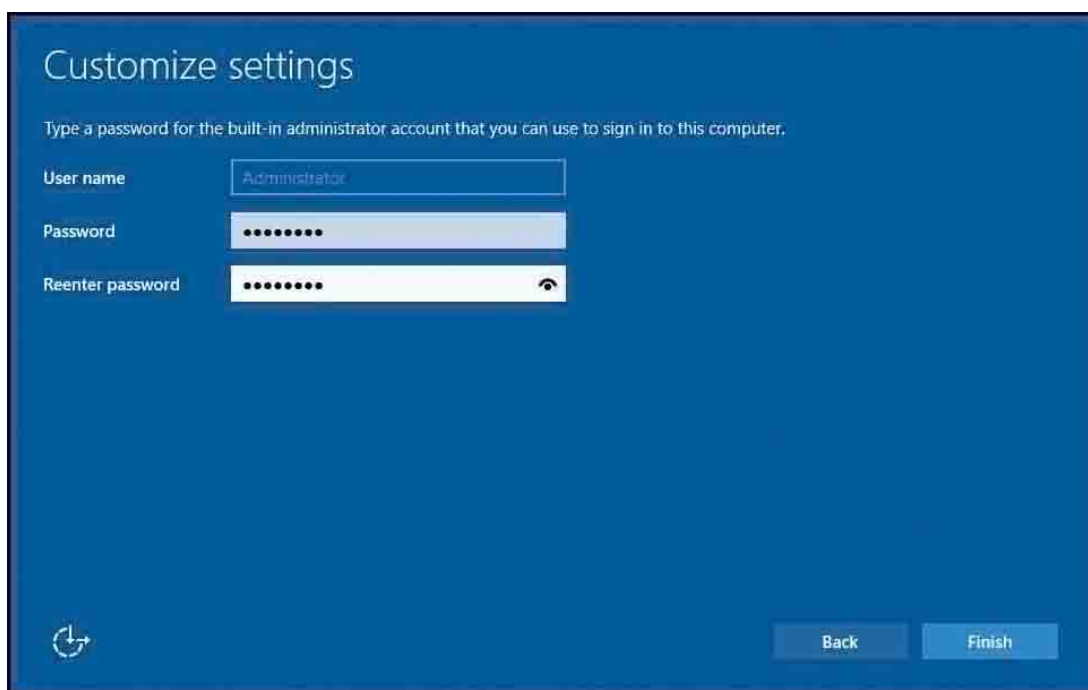 Customize settings
Type a password for the built-in administrator account that you can use to sign in to this computer.
User name Administrator
Password ••••••••
Reenter password ••••••••
Back Finish